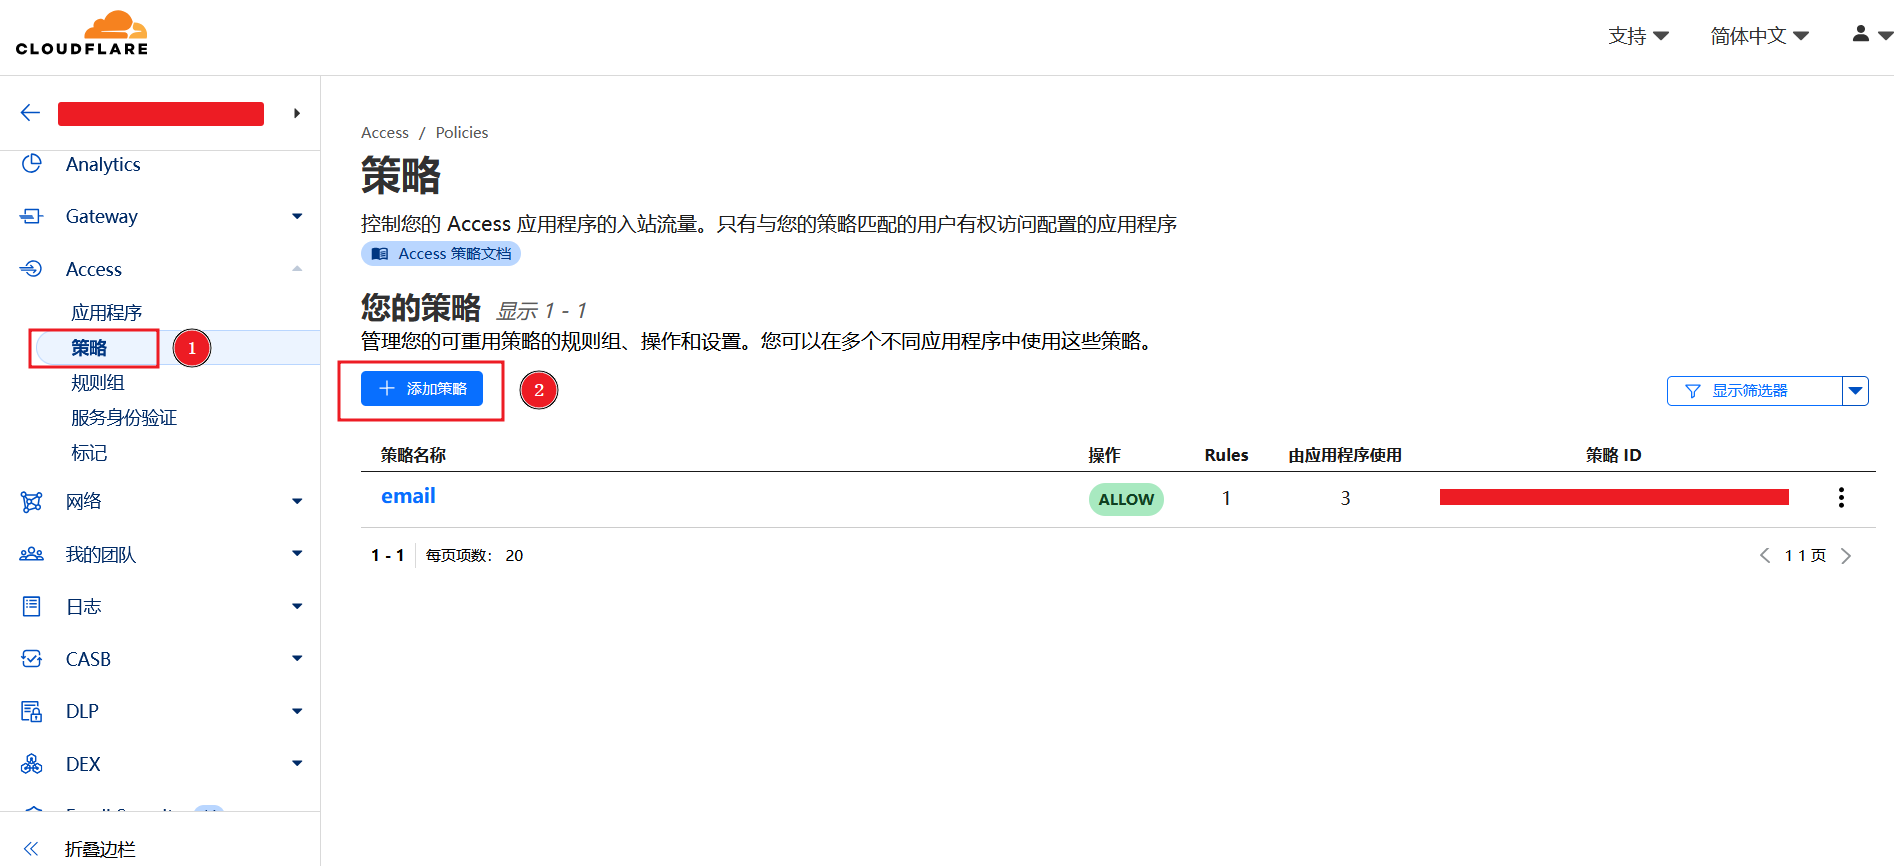 CLOUDFLARE
支持
简体中文
Analytics
Gateway
Access
应用程序
策略
1
规则组
服务身份验证
标记
网络
我的团队
日志
CASB
DLP
DEX
折叠边栏
Access / Policies
策略
控制您的 Access 应用程序的入站流量。只有与您的策略匹配的用户有权访问配置的应用程序
Access 策略文档
您的策略 显示 1 - 1
管理您的可重用策略的规则组、操作和设置。您可以在多个不同应用程序中使用这些策略。
添加策略
2
显示筛选器
策略名称 操作 Rules 由应用程序使用 策略 ID
email ALLOW 1 3
1 - 1 每页项数： 20 1 1 页